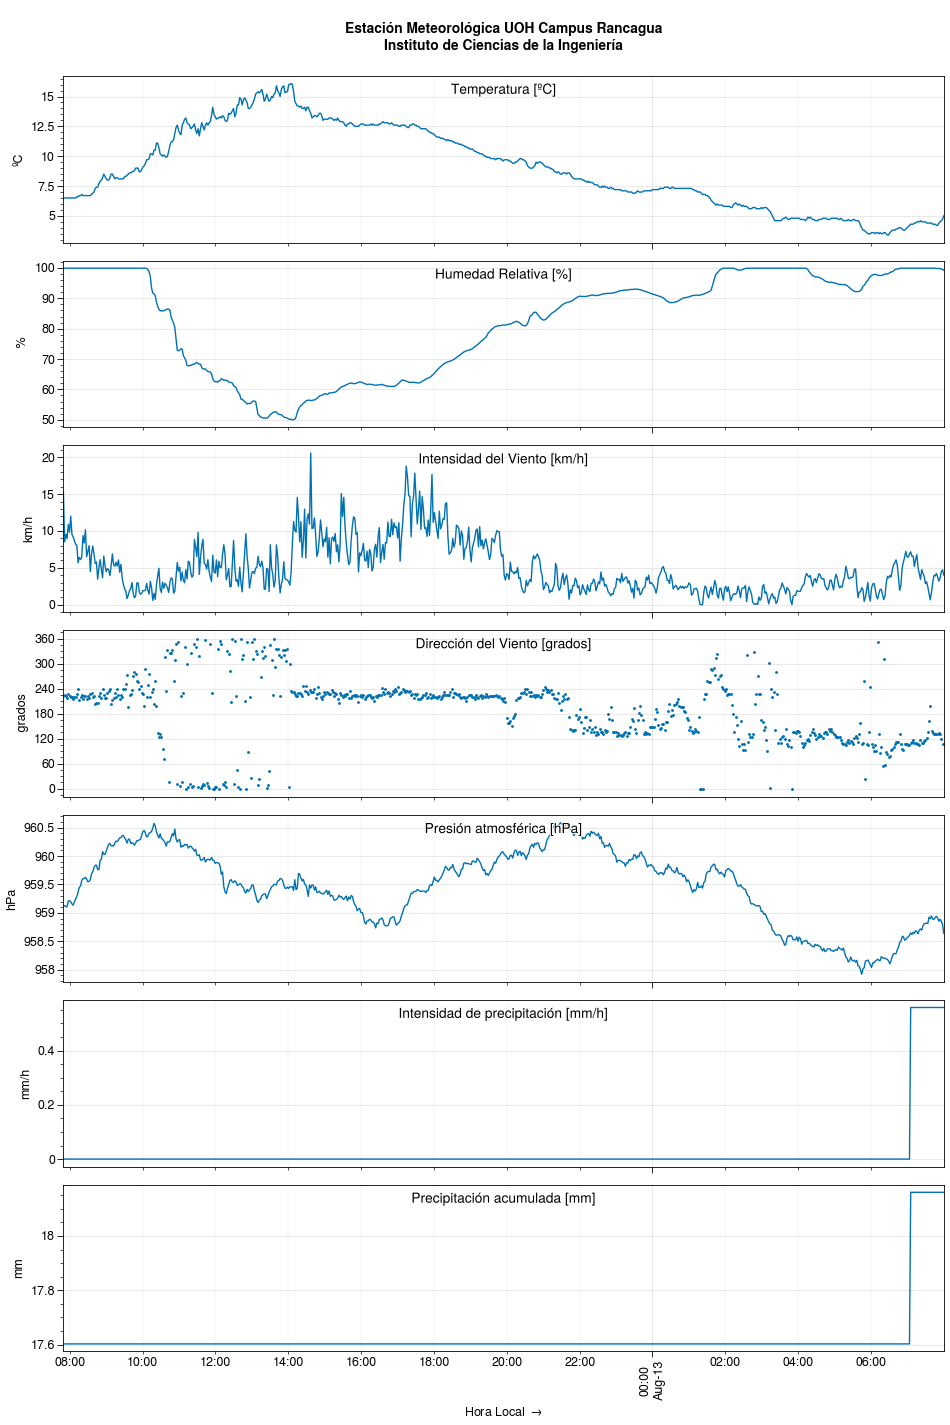 Estación Meteorológica UOH Campus Rancagua
Instituto de Ciencias de la Ingeniería
Temperatura [ºC]
15
12.5
10
7.5
5
ºC
Humedad Relativa [%]
100
90
80
70
60
50
%
Intensidad del Viento [km/h]
20
15
10
5
0
km/h
Dirección del Viento [grados]
360
300
240
180
120
60
0
grados
Presión atmosférica [hPa]
960.5
960
959.5
959
958.5
958
hPa
Intensidad de precipitación [mm/h]
0.4
0.2
0
mm/h
Precipitación acumulada [mm]
18
17.8
17.6
mm
08:00 10:00 12:00 14:00 16:00 18:00 20:00 22:00 00:00 02:00 04:00 06:00
Aug-13
Hora Local →